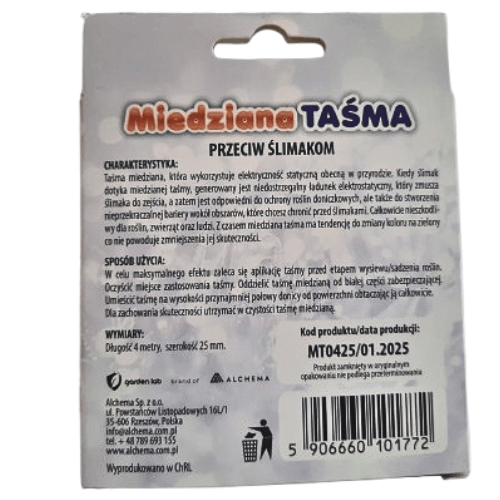 Miedziana TAŚMA
PRZECIW ŚLIMAKOM
CHARAKTERYSTYKA:
Taśma miedziana, która wykorzystuje elektryczność statyczną obecną w przyrodzie. Kiedy ślimak
dotyka miedzianej taśmy, generowany jest niedostrzegalny ładunek elektrostatyczny, który zmusza
ślimaka do zejścia, a zatem jest odpowiedni do ochrony roślin doniczkowych, ale także do stworzenia
nieprzekraczalnej bariery wokół obszarów, które chcesz chronić przed ślimakami. Całkowicie nieszkodli-
wy dla roślin, zwierząt oraz ludzi. Z czasem miedziana taśma ma tendencję do zmiany koloru na zielony
co nie powoduje zmniejszenia jej skuteczności.
SPOSÓB UŻYCIA:
W celu maksymalnego efektu zaleca się aplikację taśmy przed etapem wysiewu/sadzenia roślin.
Oczyścić miejsce zastosowania taśmy. Oddzielić taśmę miedzianą od białej części zabezpieczającej.
Umieścić taśmę na wysokości przynajmniej połowy donicy od powierzchni obtaczając ją całkowicie.
Dla zachowania skuteczności utrzymać w czystości taśmę miedzianą.
WYMIARY:
Długość 4 metry, szerokość 25 mm.
Kod produktu/data produkcji:
MT0425/01.2025
Produkt zamknięty w oryginalnym
opakowaniu nie podlega przeterminowaniu
garden lab brand of ALCHEMA
Alchema Sp. z o.o.
ul. Powstańców Listopadowych 16L/1
35-606 Rzeszów, Polska
info@alchema.com.pl
tel. + 48 789 693 155
www.alchema.com.pl
Wyprodukowano w ChRL
5 906660 101772